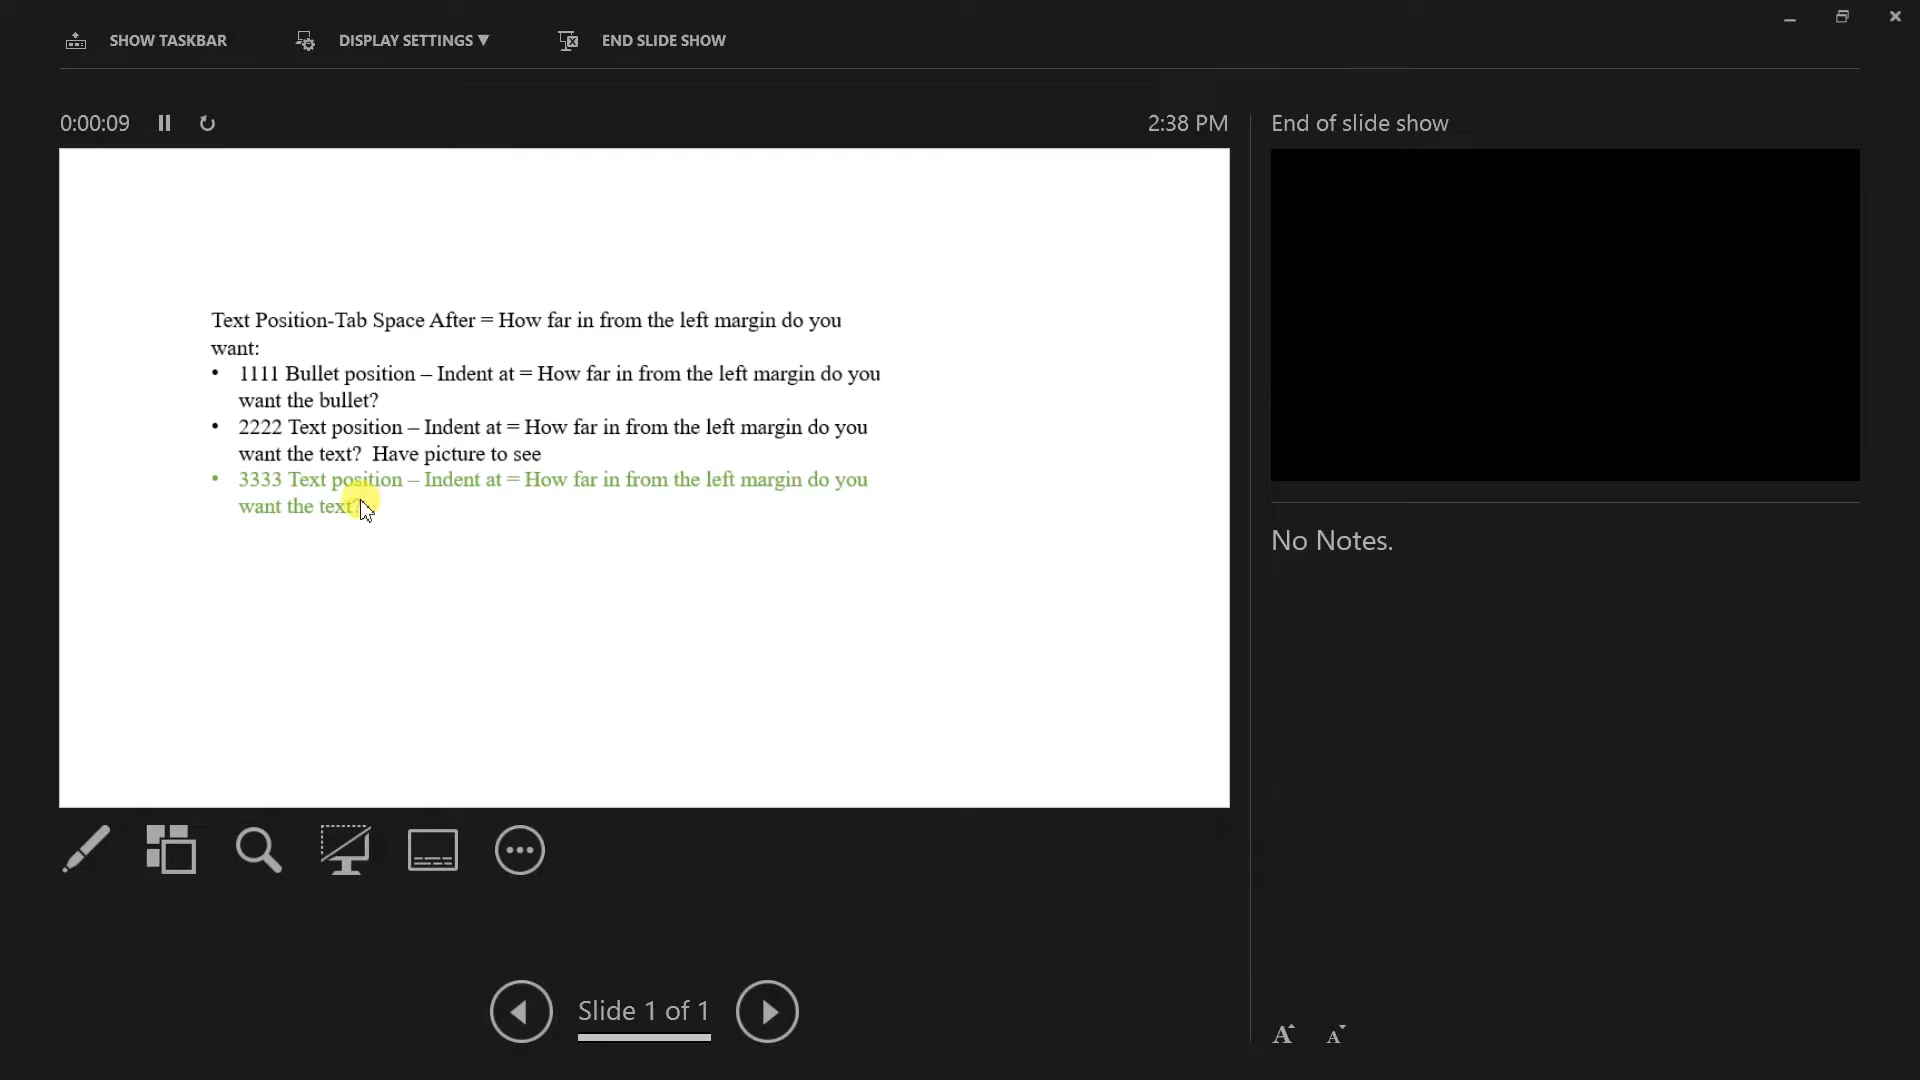 SHOW TASKBAR
DISPLAY SETTINGS ▼
END SLIDE SHOW
0:00:09
2:38 PM
End of slide show
Text Position-Tab Space After = How far in from the left margin do you
want:
• 1111 Bullet position – Indent at = How far in from the left margin do you
want the bullet?
• 2222 Text position – Indent at = How far in from the left margin do you
want the text?  Have picture to see
• 3333 Text position – Indent at = How far in from the left margin do you
want the text?
No Notes.
Slide 1 of 1
A A